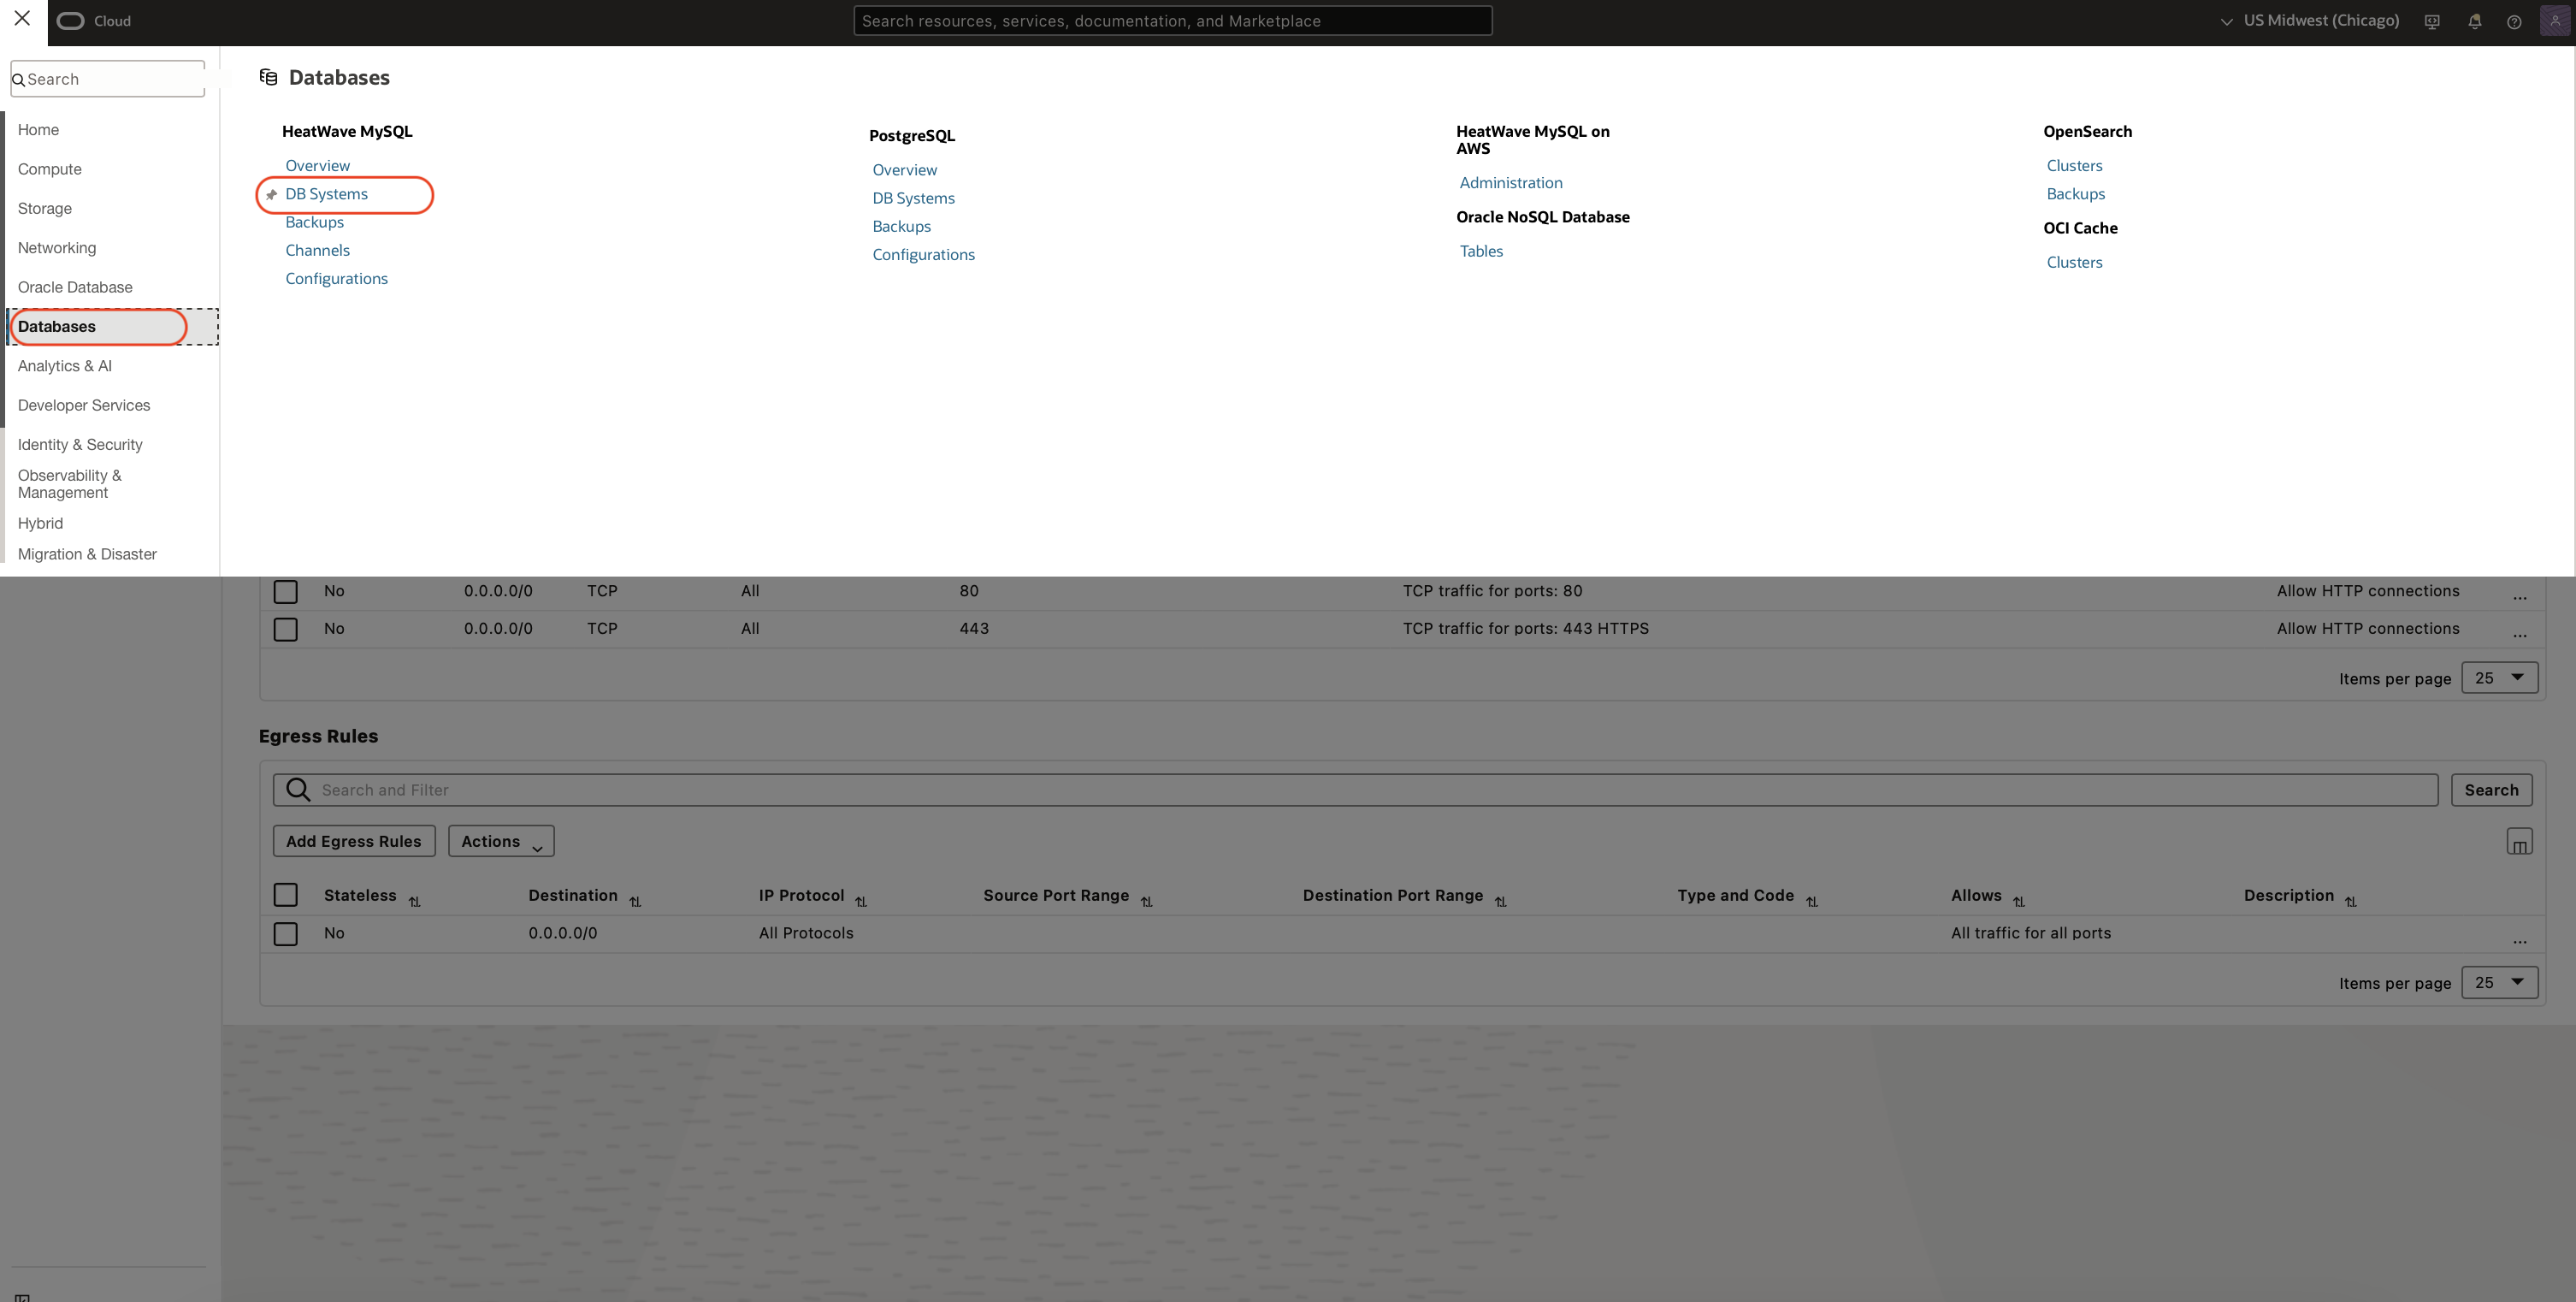 Cloud
Search resources, services, documentation, and Marketplace
US Midwest (Chicago)
Search
Home
Compute
Storage
Networking
Oracle Database
Databases
Analytics & AI
Developer Services
Identity & Security
Observability &
Management
Hybrid
Migration & Disaster
Databases
HeatWave MySQL
Overview
DB Systems
Backups
Channels
Configurations
PostgreSQL
Overview
DB Systems
Backups
Configurations
HeatWave MySQL on
AWS
Administration
Oracle NoSQL Database
Tables
OpenSearch
Clusters
Backups
OCI Cache
Clusters
No 0.0.0.0/0 TCP All 80 TCP traffic for ports: 80 Allow HTTP connections ...
No 0.0.0.0/0 TCP All 443 TCP traffic for ports: 443 HTTPS Allow HTTP connections ...
Items per page 25
Egress Rules
Search and Filter Search
Add Egress Rules Actions
Stateless Destination IP Protocol Source Port Range Destination Port Range Type and Code Allows Description
No 0.0.0.0/0 All Protocols All traffic for all ports ...
Items per page 25